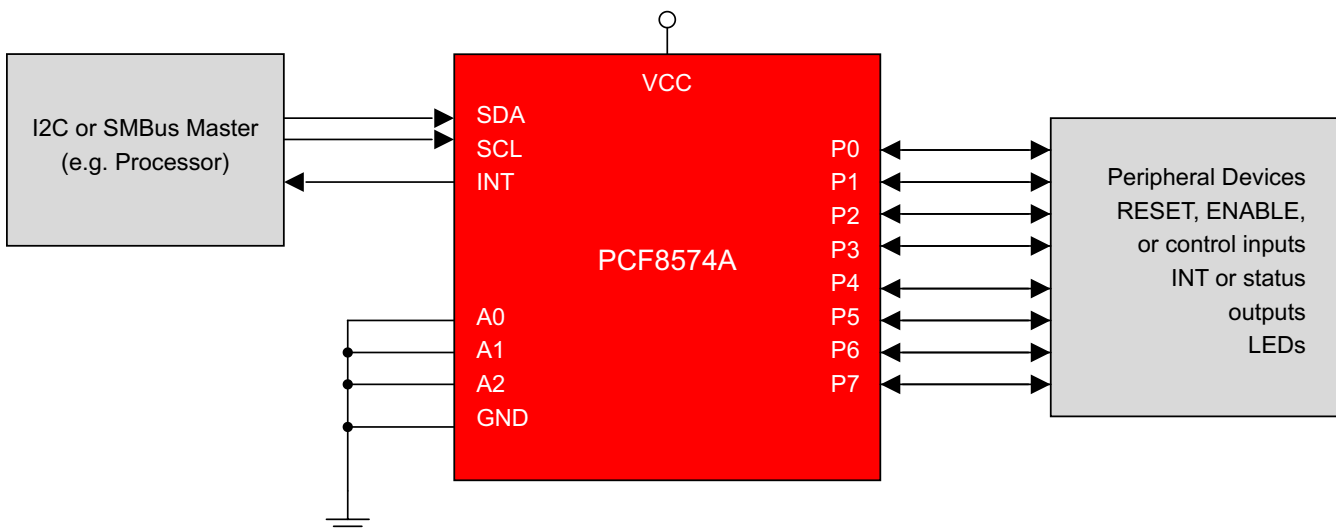 I2C or SMBus Master
(e.g. Processor)
VCC
SDA
SCL
INT
A0
A1
A2
GND
PCF8574A
P0
P1
P2
P3
P4
P5
P6
P7
Peripheral Devices
RESET, ENABLE,
or control inputs
INT or status
outputs
LEDs